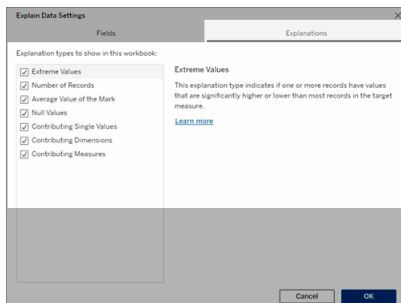 Explain Data Settings
Fields
Explanations
Explanation types to show in this workbook:
Extreme Values
Number of Records
Average Value of the Mark
Null Values
Contributing Single Values
Contributing Dimensions
Contributing Measures
Extreme Values
This explanation type indicates if one or more records have values
that are significantly higher or lower than most records in the target
measure.
Learn more
Cancel
OK